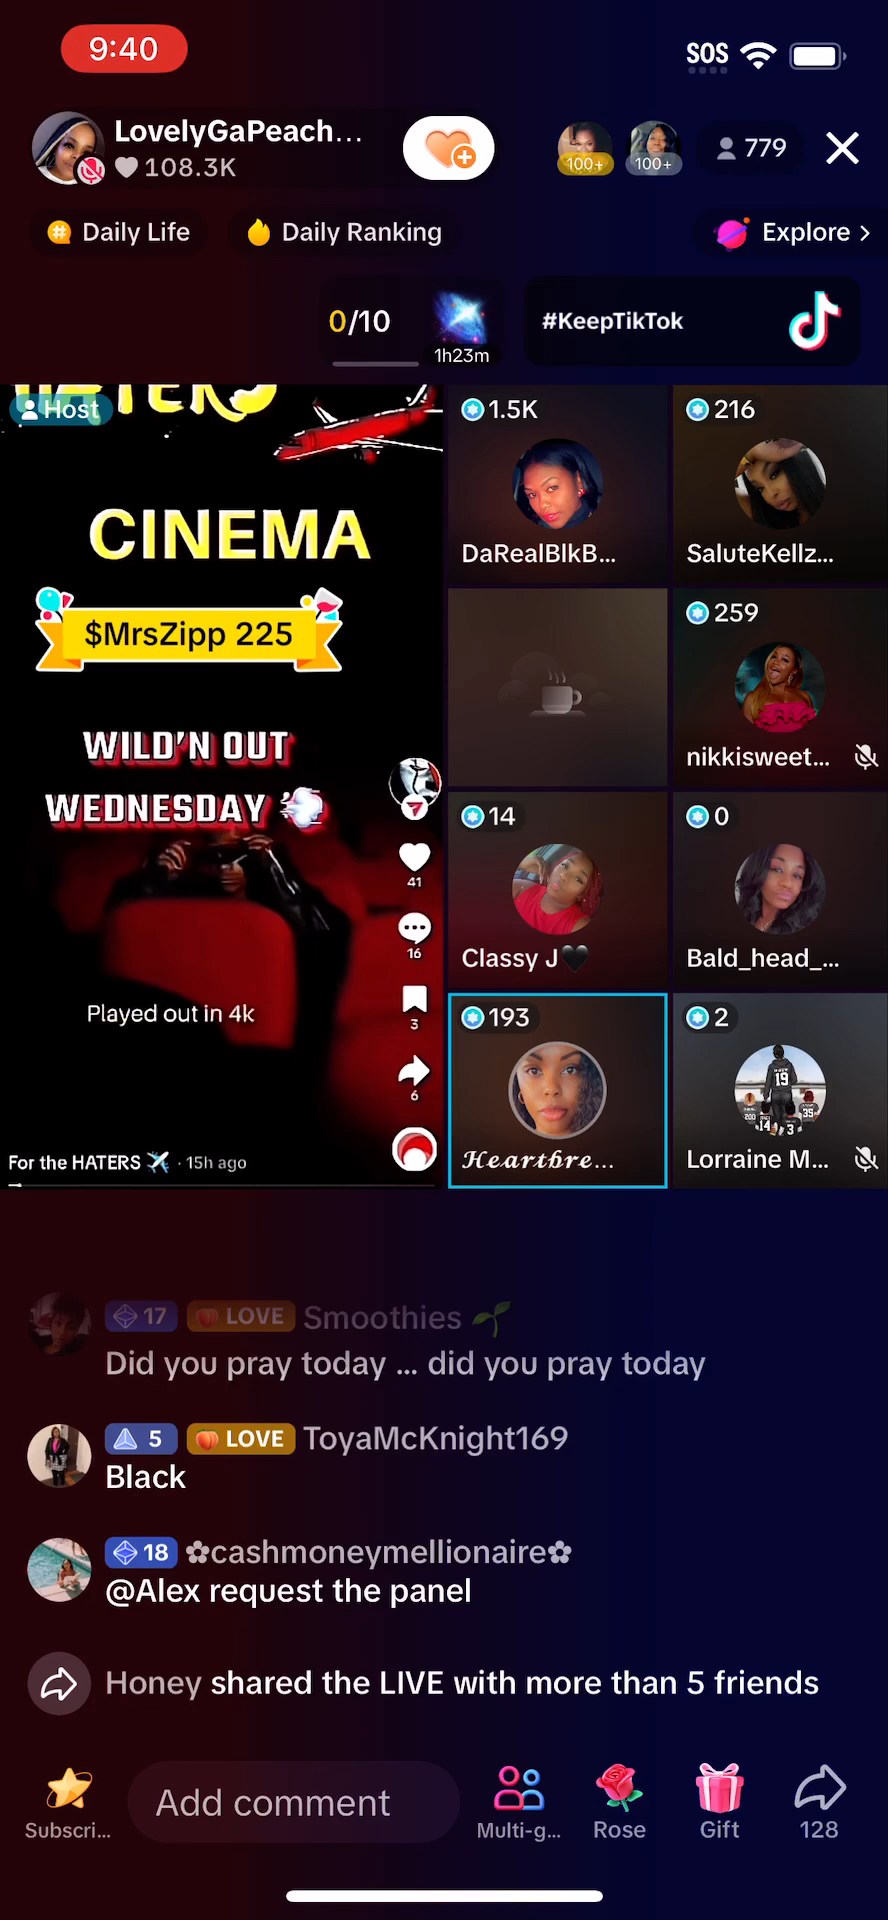 9:40
SOS
LovelyGaPeach...
108.3K
100+
100+
779
Daily Life
Daily Ranking
Explore >
0/10
1h23m
#KeepTikTok
HATERS
Host
CINEMA
$MrsZipp 225
WILD'N OUT
WEDNESDAY
41
16
3
6
Played out in 4k
For the HATERS ✈️ · 15h ago
1.5K
DaRealBlkB...
216
SaluteKellz...
259
nikkisweet...
14
Classy J🖤
0
Bald_head_...
193
𝓗𝓮𝓪𝓻𝓽𝓫𝓻𝓮...
2
19
Lorraine M...
17 🍑 LOVE Smoothies 🌱
Did you pray today ... did you pray today
5 🍑 LOVE ToyaMcKnight169
Black
18 ✿cashmoneymellionaire✿
@Alex request the panel
Honey shared the LIVE with more than 5 friends
Subscri...
Add comment
Multi-g...
Rose
Gift
128